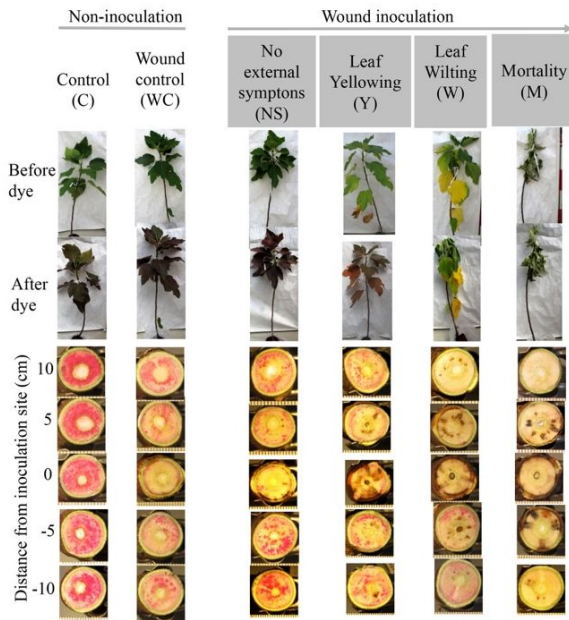 Non-inoculation
Wound inoculation
Control
(C)
Wound
control
(WC)
No
external
symptons
(NS)
Leaf
Yellowing
(Y)
Leaf
Wilting
(W)
Mortality
(M)
Before
dye
After
dye
Distance from inoculation site (cm)
10
5
0
-5
-10